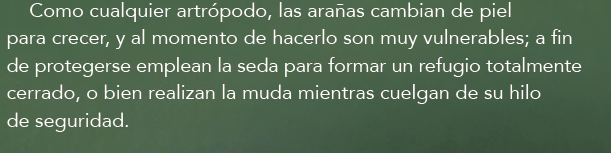 Como cualquier artrópodo, las arañas cambian de piel
para crecer, y al momento de hacerlo son muy vulnerables; a fin
de protegerse emplean la seda para formar un refugio totalmente
cerrado, o bien realizan la muda mientras cuelgan de su hilo
de seguridad.